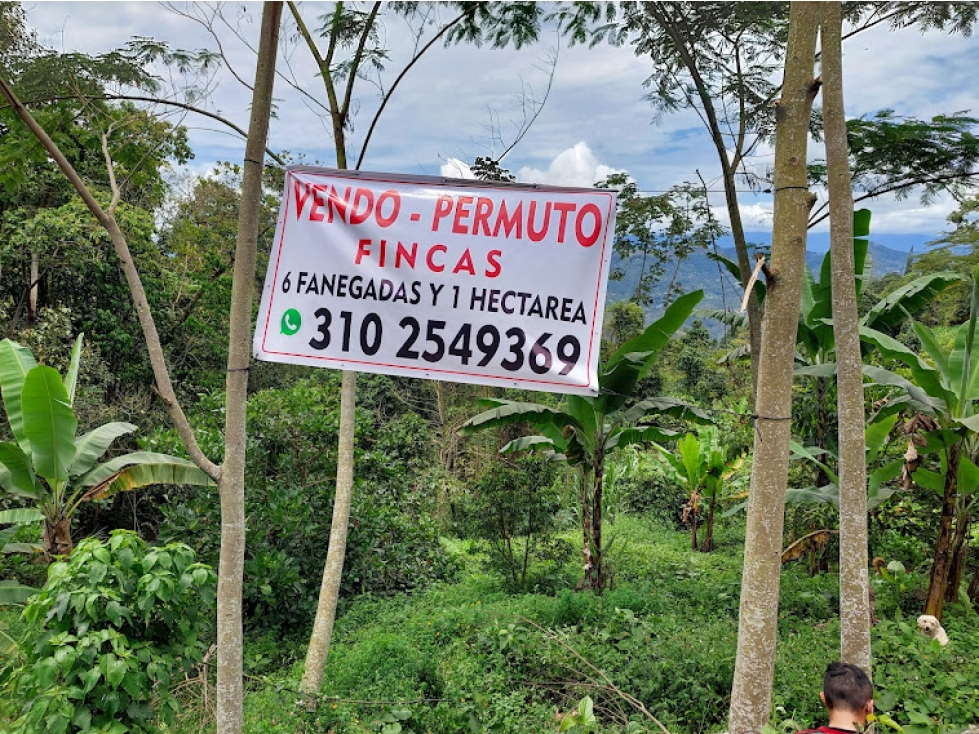 VENDO - PERMUTO
FINCAS
6 FANEGADAS Y 1 HECTAREA
310 2549369